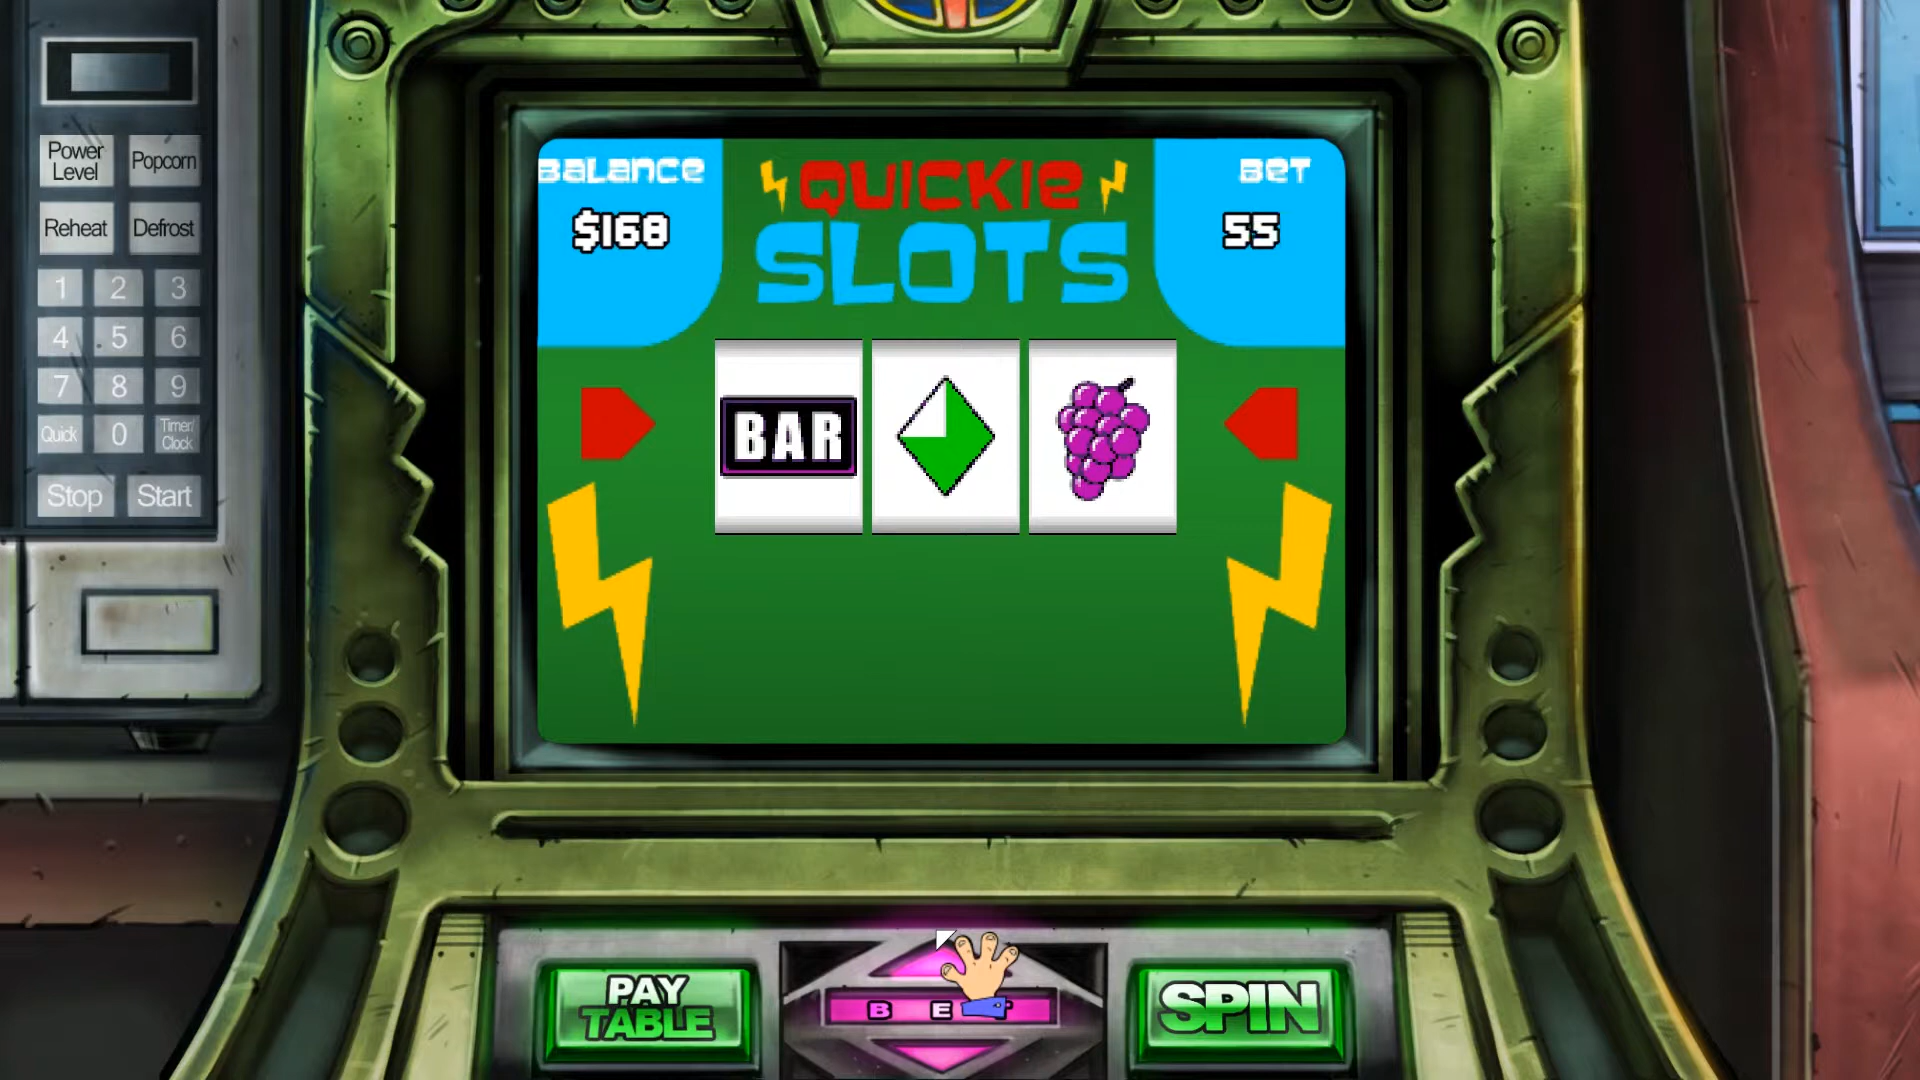 Power Level
Popcorn
Reheat
Defrost
1 2 3
4 5 6
7 8 9
Quick 0 Timer/Clock
Stop Start
BALANCE
$168
QUICKIE
SLOTS
BET
55
BAR
PAY
TABLE
B E
SPIN